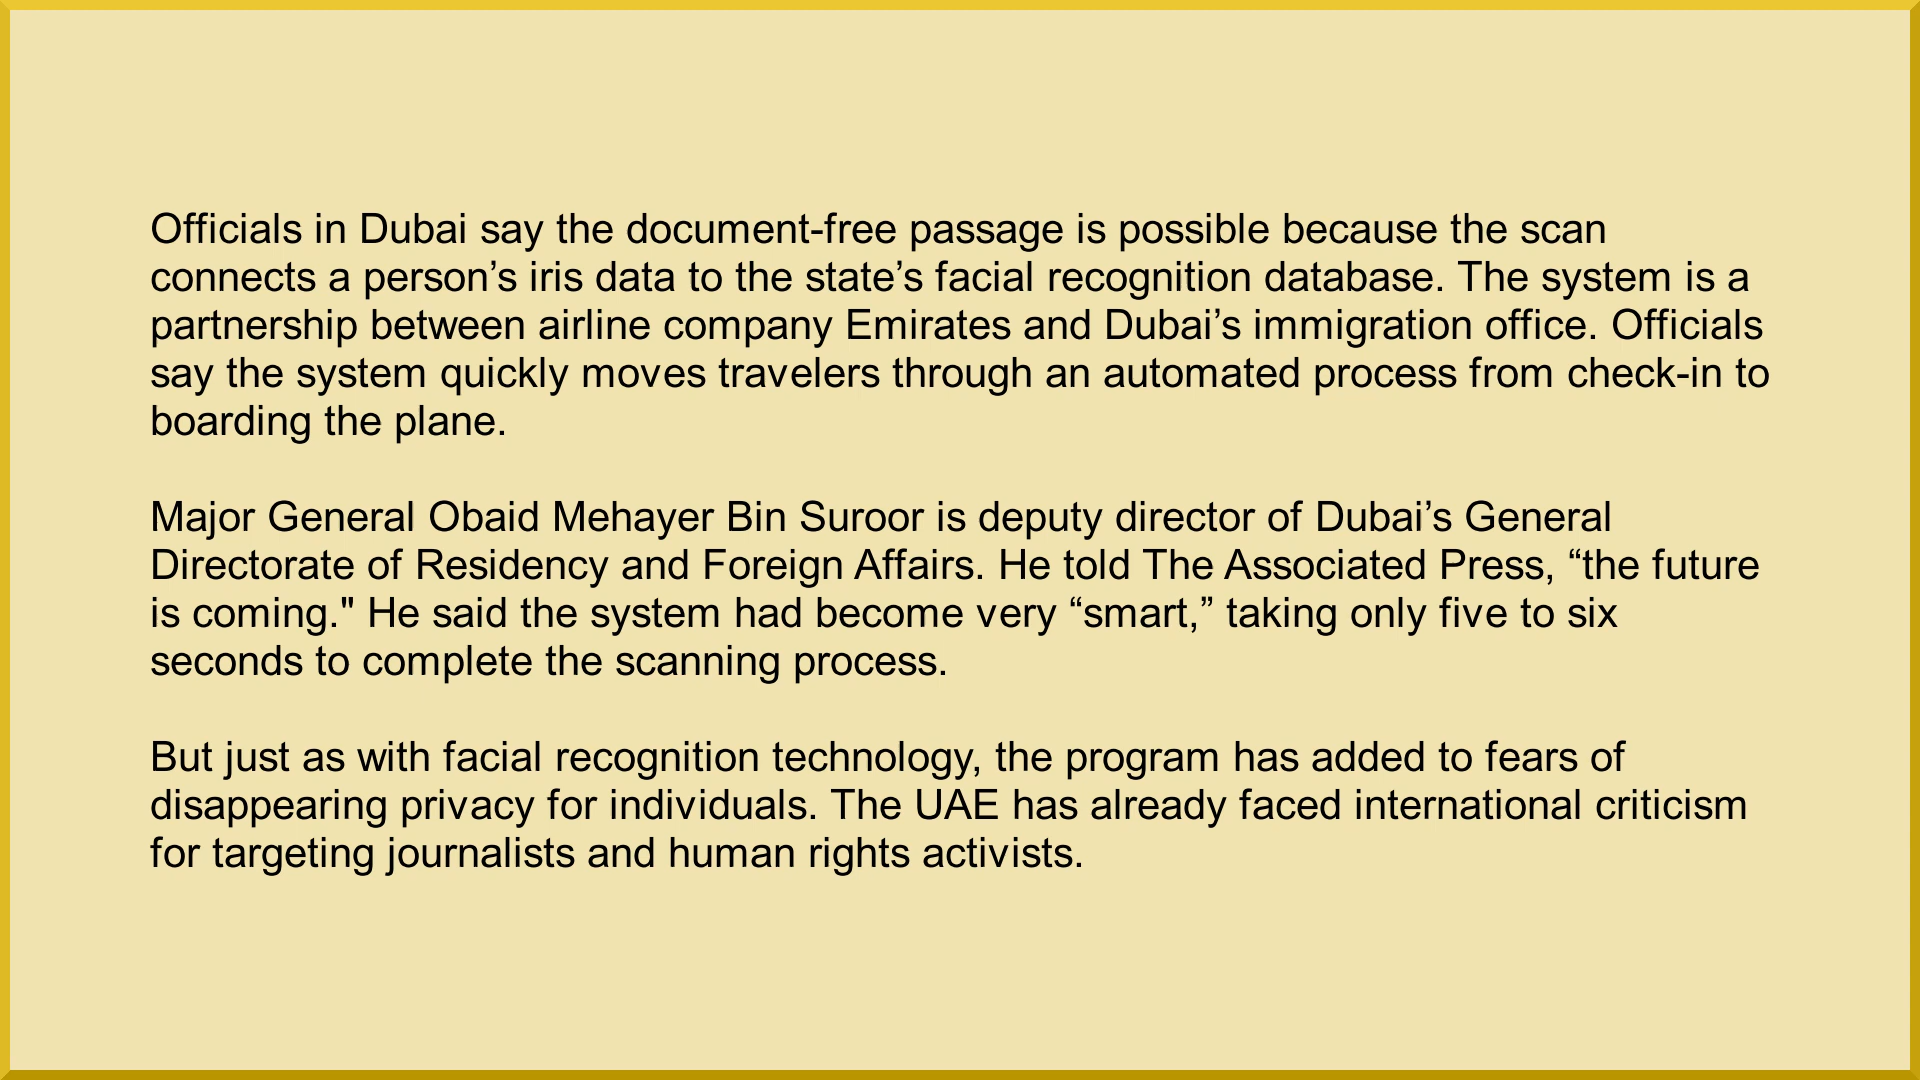 Officials in Dubai say the document-free passage is possible because the scan
connects a person’s iris data to the state’s facial recognition database. The system is a
partnership between airline company Emirates and Dubai’s immigration office. Officials
say the system quickly moves travelers through an automated process from check-in to
boarding the plane.
Major General Obaid Mehayer Bin Suroor is deputy director of Dubai’s General
Directorate of Residency and Foreign Affairs. He told The Associated Press, “the future
is coming." He said the system had become very “smart,” taking only five to six
seconds to complete the scanning process.
But just as with facial recognition technology, the program has added to fears of
disappearing privacy for individuals. The UAE has already faced international criticism
for targeting journalists and human rights activists.